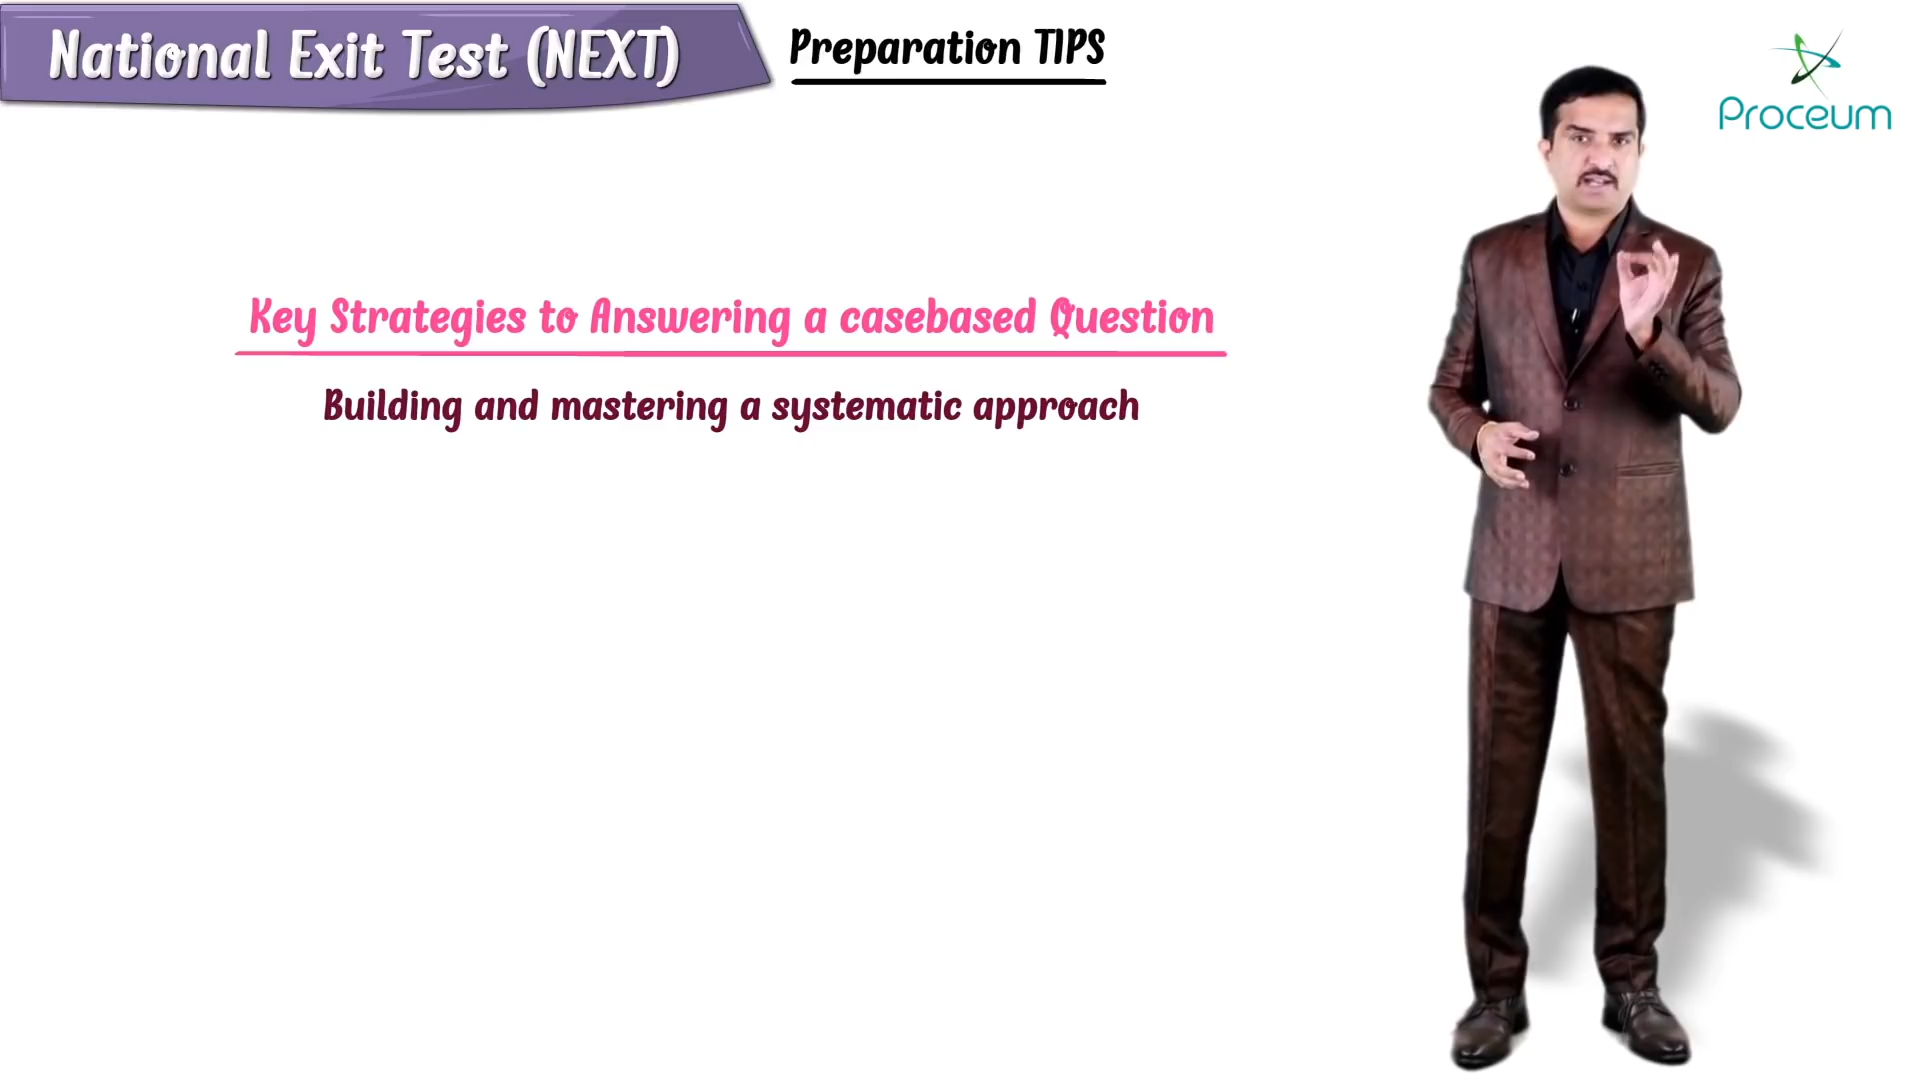 National Exit Test (NEXT)
Preparation TIPS
Proceum
Key Strategies to Answering a casebased Question
Building and mastering a systematic approach